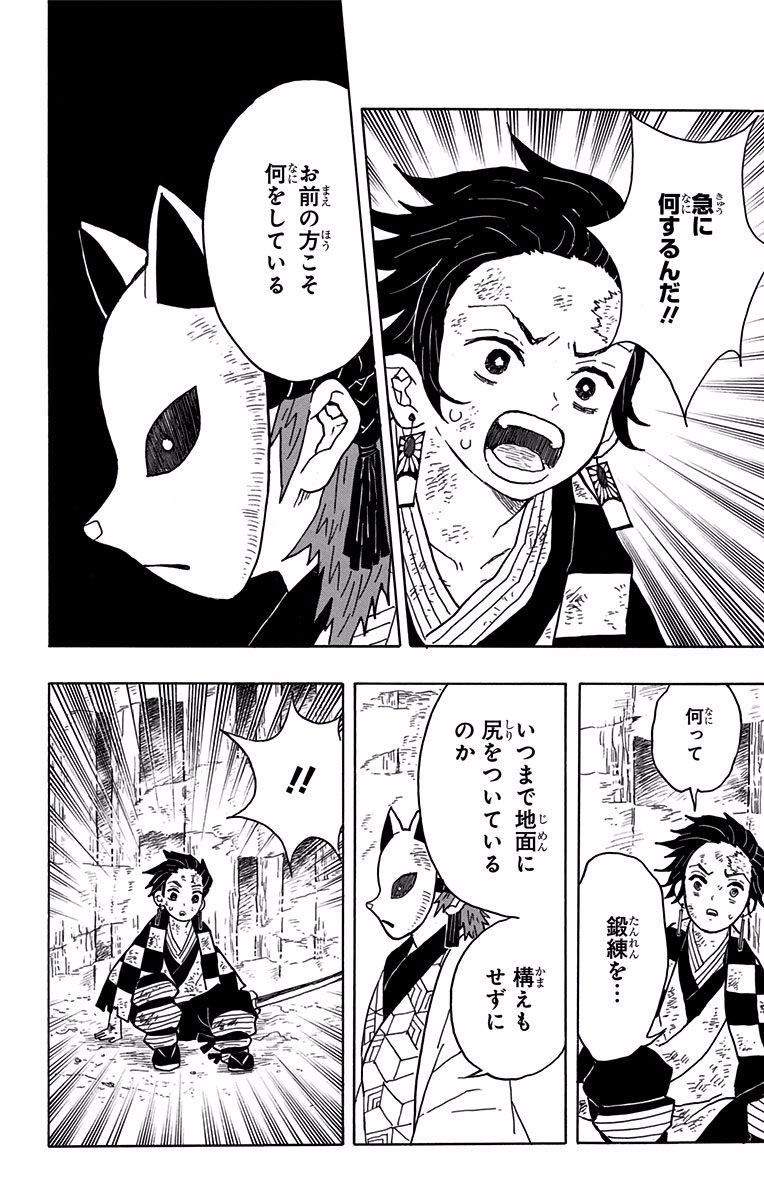 急に
何するんだ!!
お前の方こそ
何をしている
何って
鍛練を…
いつまで地面に
尻をついている
のか
構えも
せずに
!!